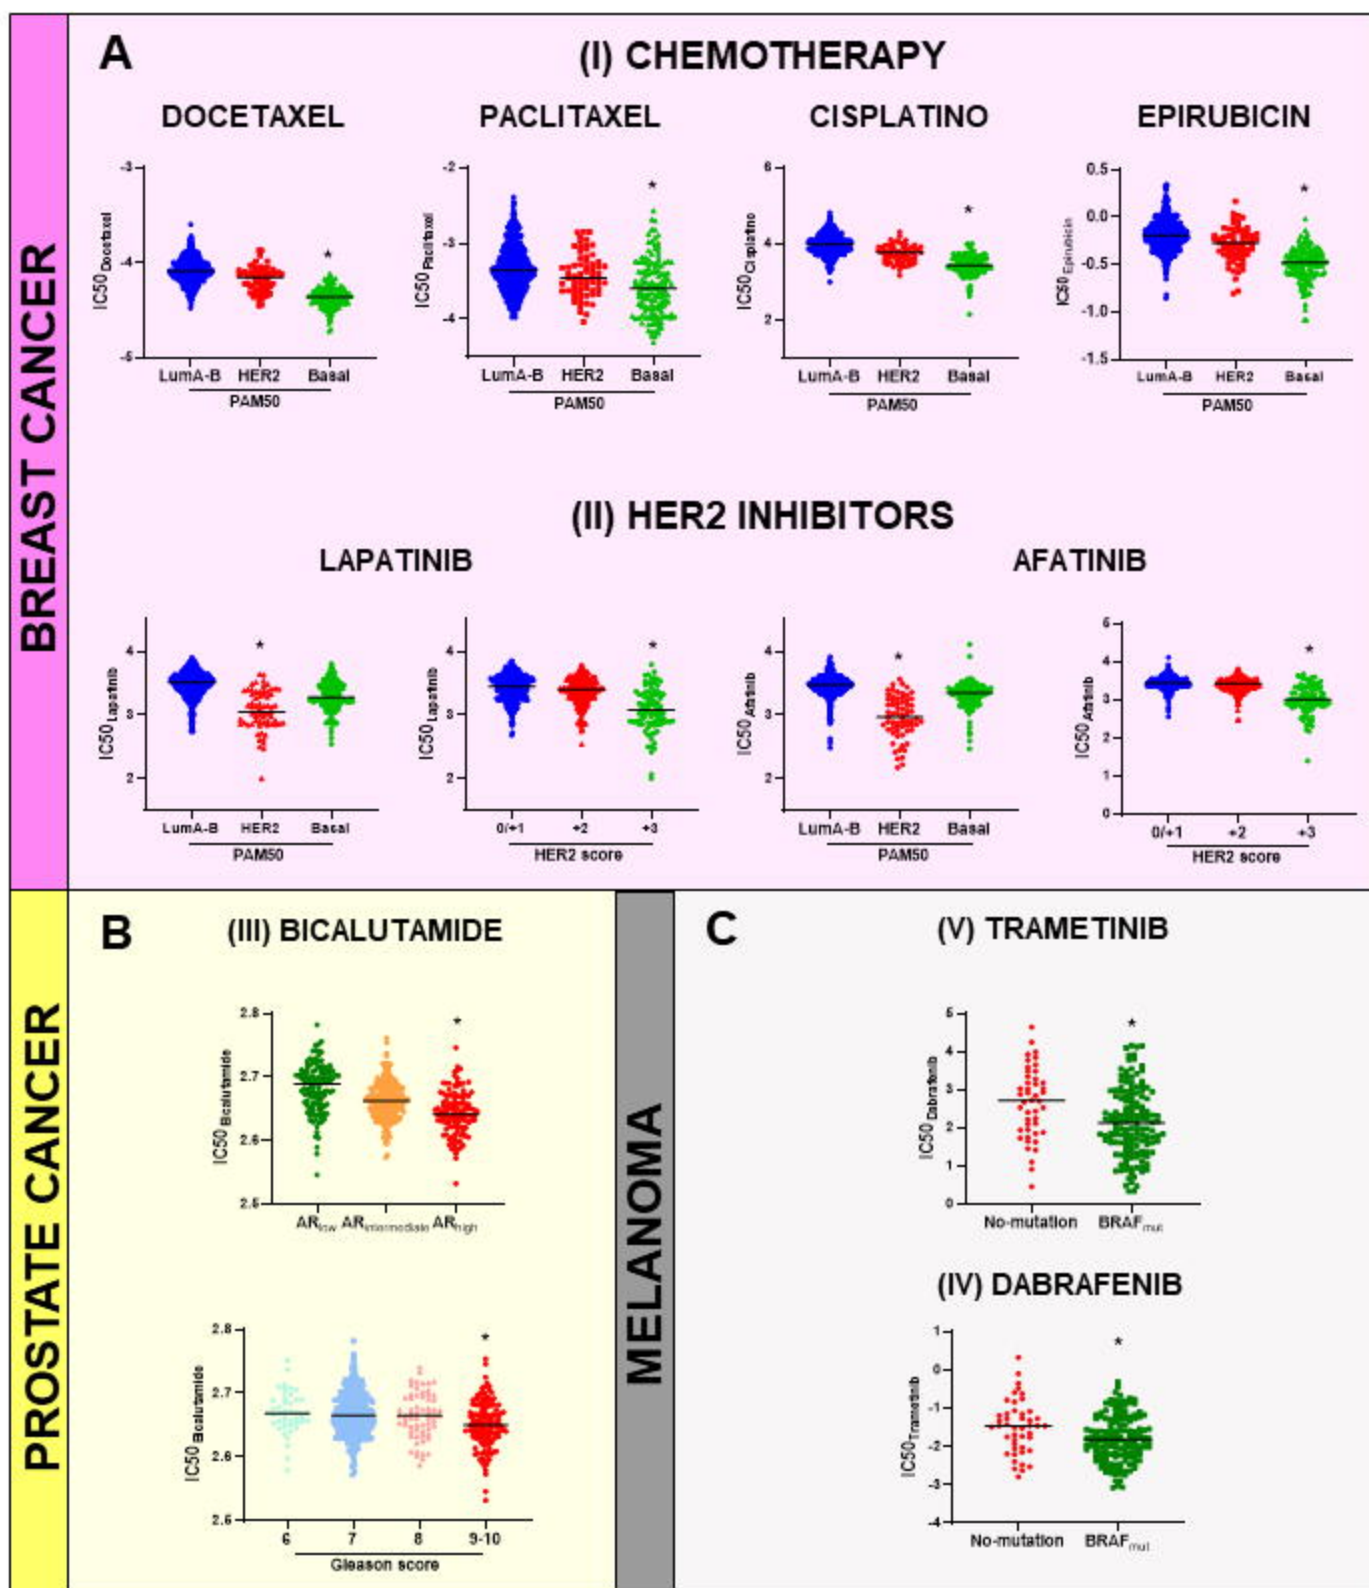 BREAST CANCER
A
(I) CHEMOTHERAPY
DOCETAXEL
PACLITAXEL
CISPLATINO
EPIRUBICIN
IC50Docetaxel
-3
-4
-5
*
LumA-B HER2 Basal
PAM50
IC50Paclitaxel
-2
-3
-4
*
LumA-B HER2 Basal
PAM50
IC50Cisplatino
6
4
2
*
LumA-B HER2 Basal
PAM50
IC50Epirubicin
0.5
0.0
-0.5
-1.0
-1.5
*
LumA-B HER2 Basal
PAM50
(II) HER2 INHIBITORS
LAPATINIB
AFATINIB
IC50Lapatinib
4
3
2
*
LumA-B HER2 Basal
PAM50
IC50Lapatinib
4
3
2
*
0/+1 +2 +3
HER2 score
IC50Afatinib
4
3
2
*
LumA-B HER2 Basal
PAM50
IC50Afatinib
6
5
4
3
2
1
0
*
0/+1 +2 +3
HER2 score
PROSTATE CANCER
B
(III) BICALUTAMIDE
IC50Bicalutamide
2.8
2.7
2.6
2.5
*
ARlow ARintermediate ARhigh
IC50Bicalutamide
2.8
2.7
2.6
2.6
*
6 7 8 9-10
Gleason score
MELANOMA
C
(V) TRAMETINIB
IC50Dabrafenib
5
4
3
2
1
0
*
No-mutation BRAFmut
(IV) DABRAFENIB
IC50Trametinib
1
0
-1
-2
-3
-4
*
No-mutation BRAFmut